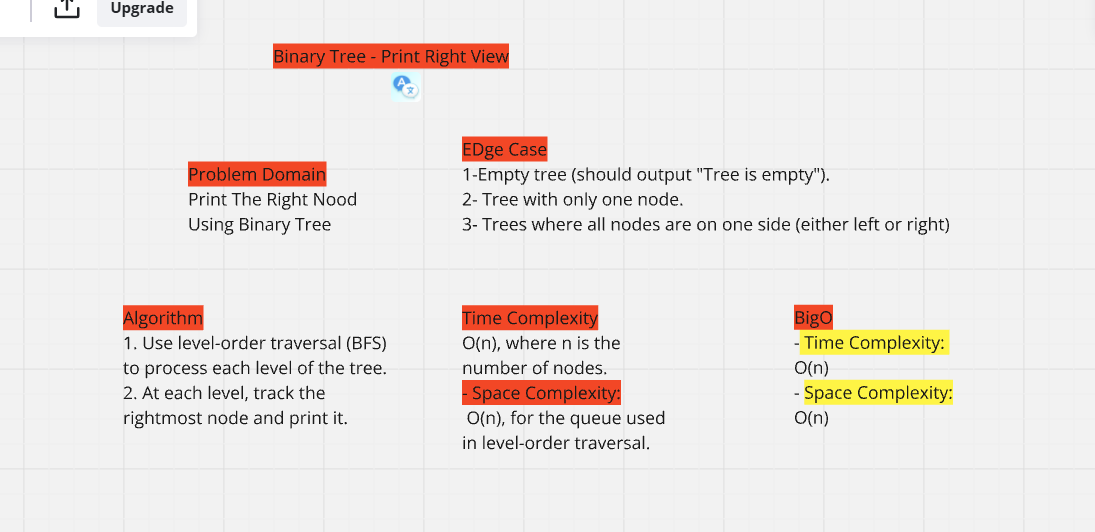 Upgrade
Binary Tree - Print Right View
A
Problem Domain
Print The Right Nood
Using Binary Tree
EDge Case
1-Empty tree (should output "Tree is empty").
2- Tree with only one node.
3- Trees where all nodes are on one side (either left or right)
Algorithm
1. Use level-order traversal (BFS)
to process each level of the tree.
2. At each level, track the
rightmost node and print it.
Time Complexity
O(n), where n is the
number of nodes.
- Space Complexity:
O(n), for the queue used
in level-order traversal.
BigO
- Time Complexity:
O(n)
- Space Complexity:
O(n)